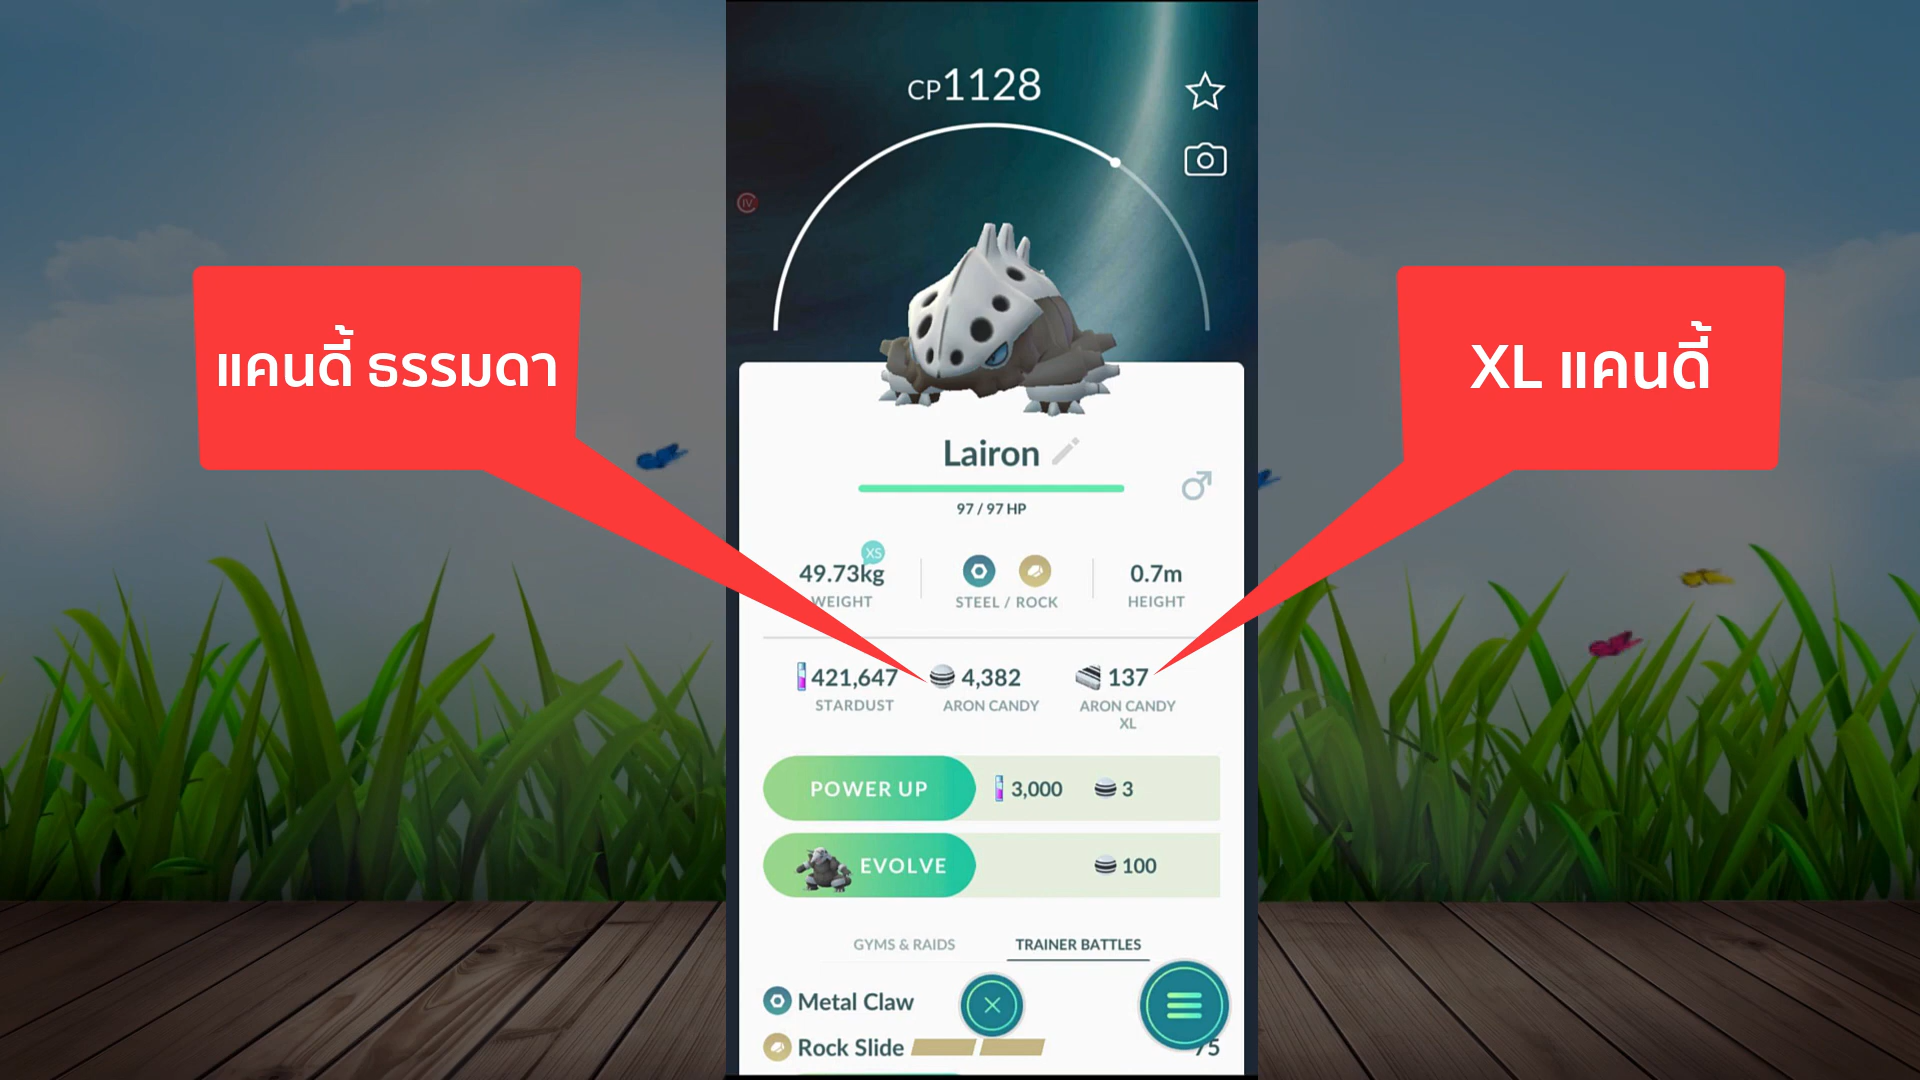 CP1128
IV
แคนดี้ ธรรมดา
XL แคนดี้
Lairon
97 / 97 HP
XS
49.73kg
WEIGHT
STEEL / ROCK
0.7m
HEIGHT
421,647
STARDUST
4,382
ARON CANDY
137
ARON CANDY
XL
POWER UP 3,000 3
EVOLVE 100
GYMS & RAIDS TRAINER BATTLES
Metal Claw
Rock Slide 75